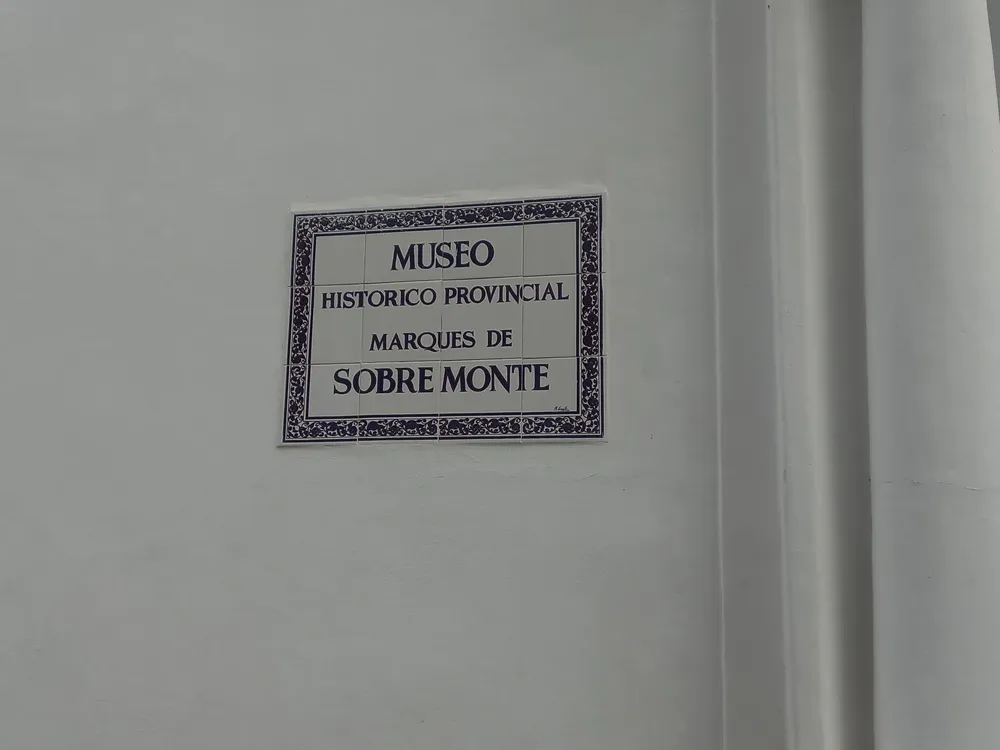 MUSEO
HISTORICO PROVINCIAL
MARQUES DE
SOBRE MONTE